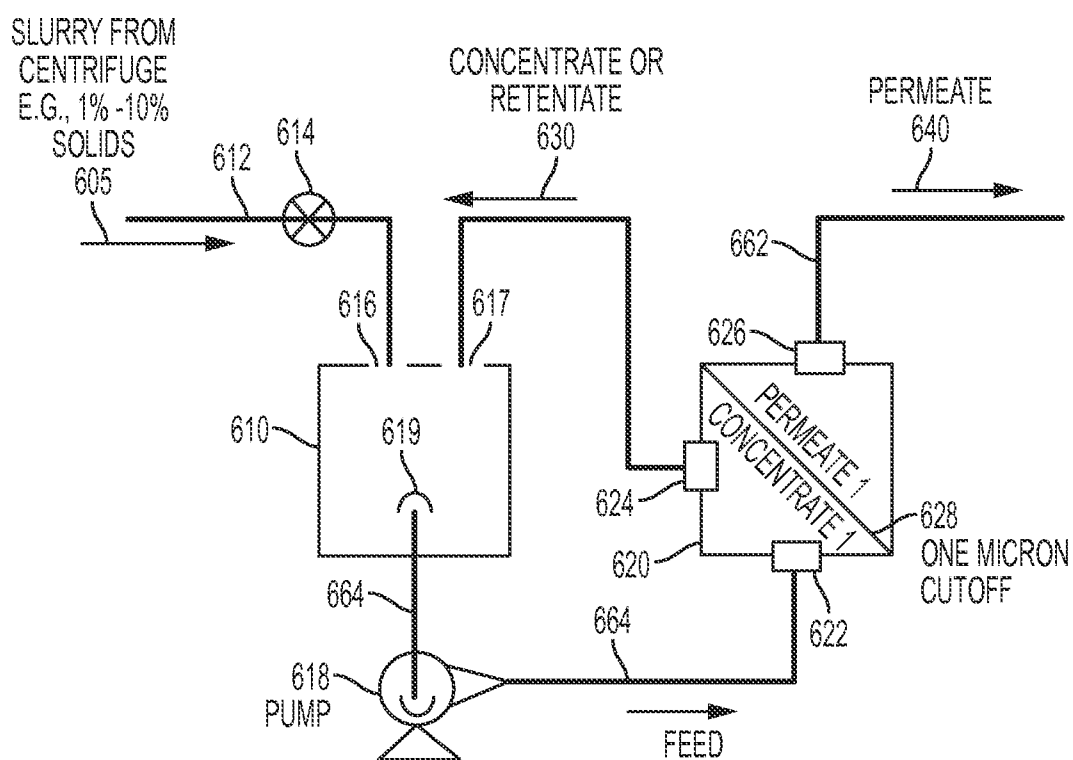 SLURRY FROM
CENTRIFUGE
E.G., 1% -10%
SOLIDS
605
612
614
CONCENTRATE OR
RETENTATE
630
PERMEATE
640
662
616
617
626
610
619
PERMEATE 1
CONCENTRATE 1
624
628
ONE MICRON
CUTOFF
620
622
664
664
618
PUMP
FEED